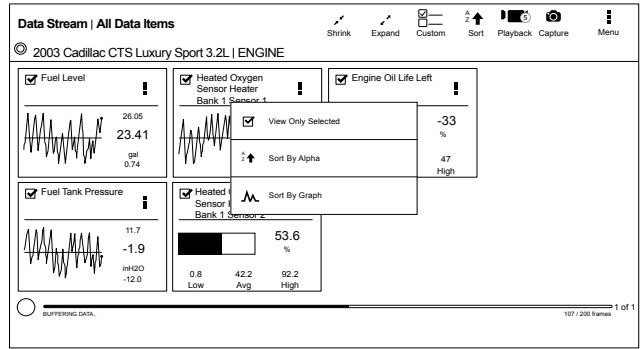 Data Stream | All Data Items
Shrink
Expand
Custom
A
Z
Sort
5
Playback
Capture
Menu
2003 Cadillac CTS Luxury Sport 3.2L | ENGINE
Fuel Level
26.05
23.41
gal
0.74
Heated Oxygen
Sensor Heater
Bank 1 Sensor 1
Engine Oil Life Left
-33
%
47
High
View Only Selected
A
Z
Sort By Alpha
Sort By Graph
Fuel Tank Pressure
11.7
-1.9
inH2O
-12.0
Heated
Sensor
Bank 1 Sensor 2
53.6
%
0.8
42.2
92.2
Low
Avg
High
BUFFERING DATA..
107 / 200 frames
1 of 1